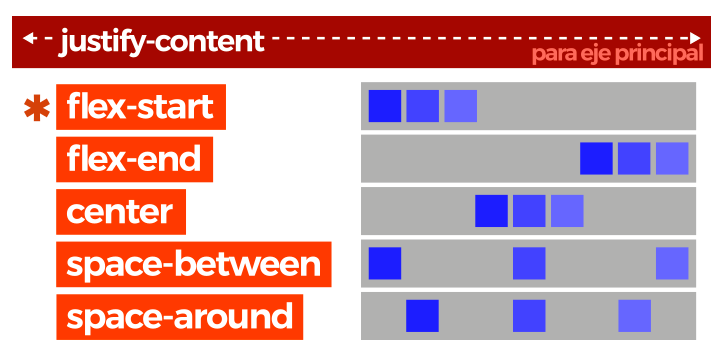 justify-content
para eje principal
* flex-start
flex-end
center
space-between
space-around